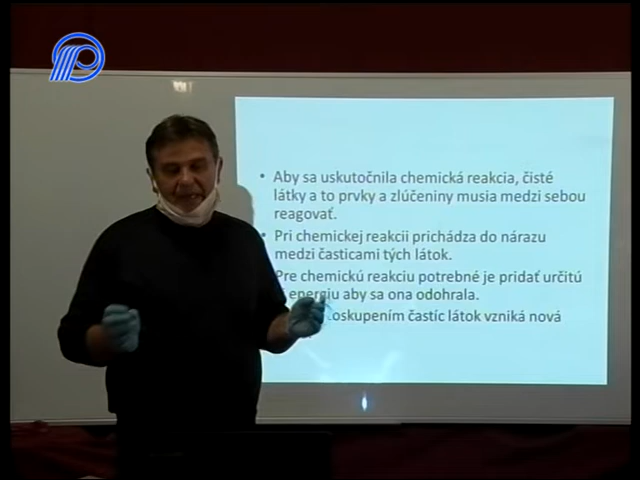 • Aby sa uskutočnila chemická reakcia, čisté
látky a to prvky a zlúčeniny musia medzi sebou
reagovať.
• Pri chemickej reakcii prichádza do nárazu
medzi časticami tých látok.
Pre chemickú reakciu potrebné je pridať určitú
energiu aby sa ona odohrala.
oskupením častíc látok vzniká nová